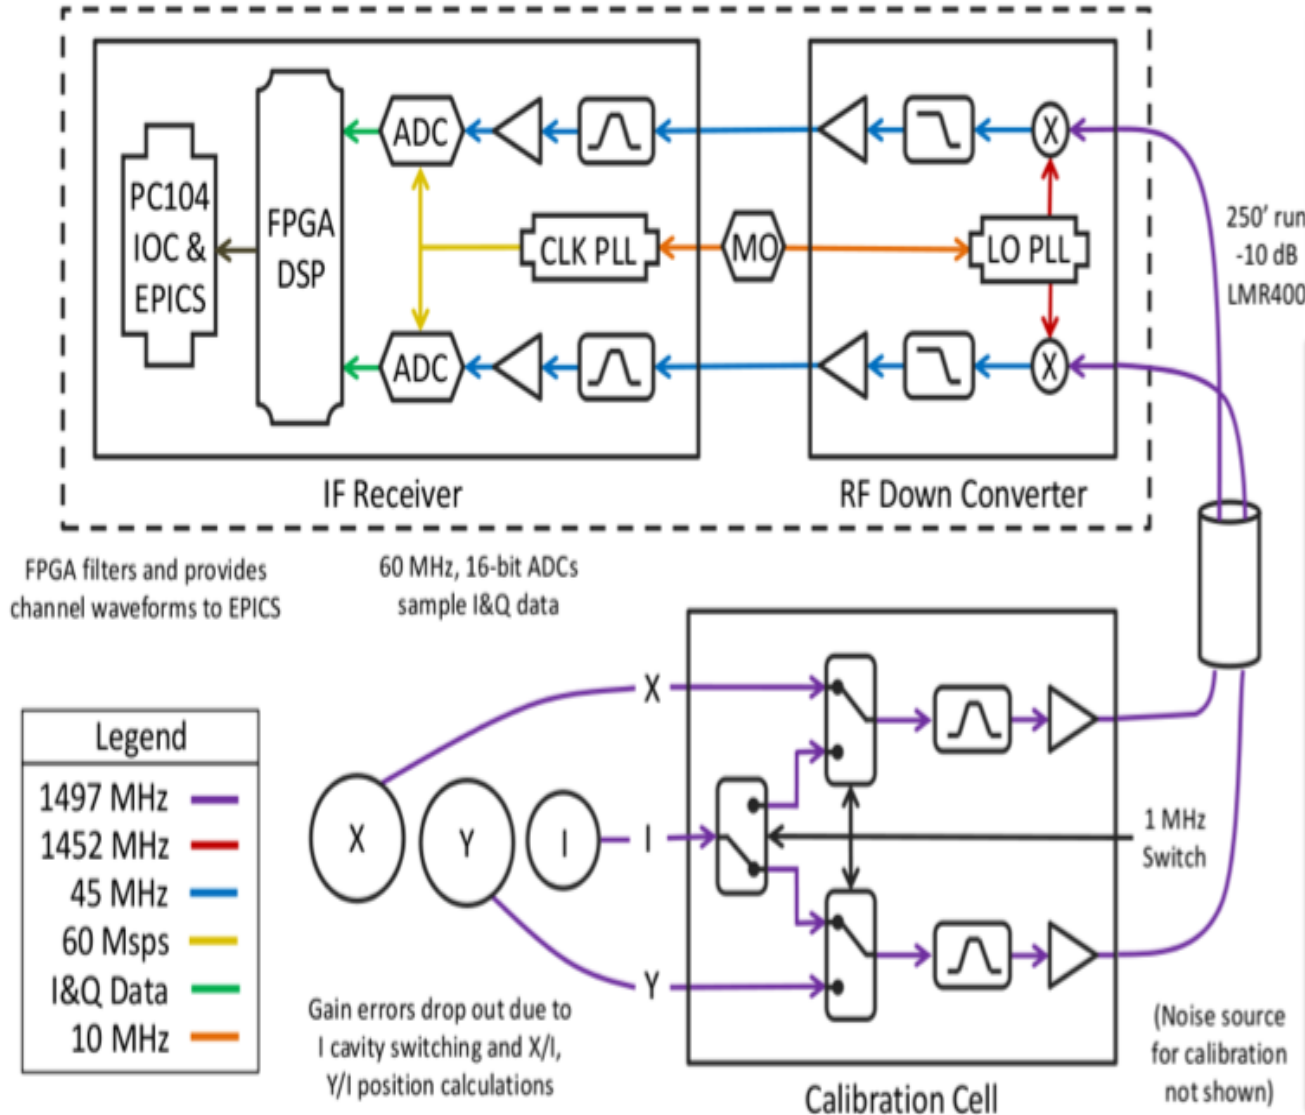 PC104
IOC &
EPICS
FPGA
DSP
ADC
ADC
CLK PLL
MO
LO PLL
X
X
IF Receiver
RF Down Converter
250' run
-10 dB
LMR400
FPGA filters and provides
channel waveforms to EPICS
60 MHz, 16-bit ADCs
sample I&Q data
Legend
1497 MHz
1452 MHz
45 MHz
60 Msps
I&Q Data
10 MHz
X
Y
I
X
I
Y
Gain errors drop out due to
I cavity switching and X/I,
Y/I position calculations
1 MHz
Switch
Calibration Cell
(Noise source
for calibration
not shown)